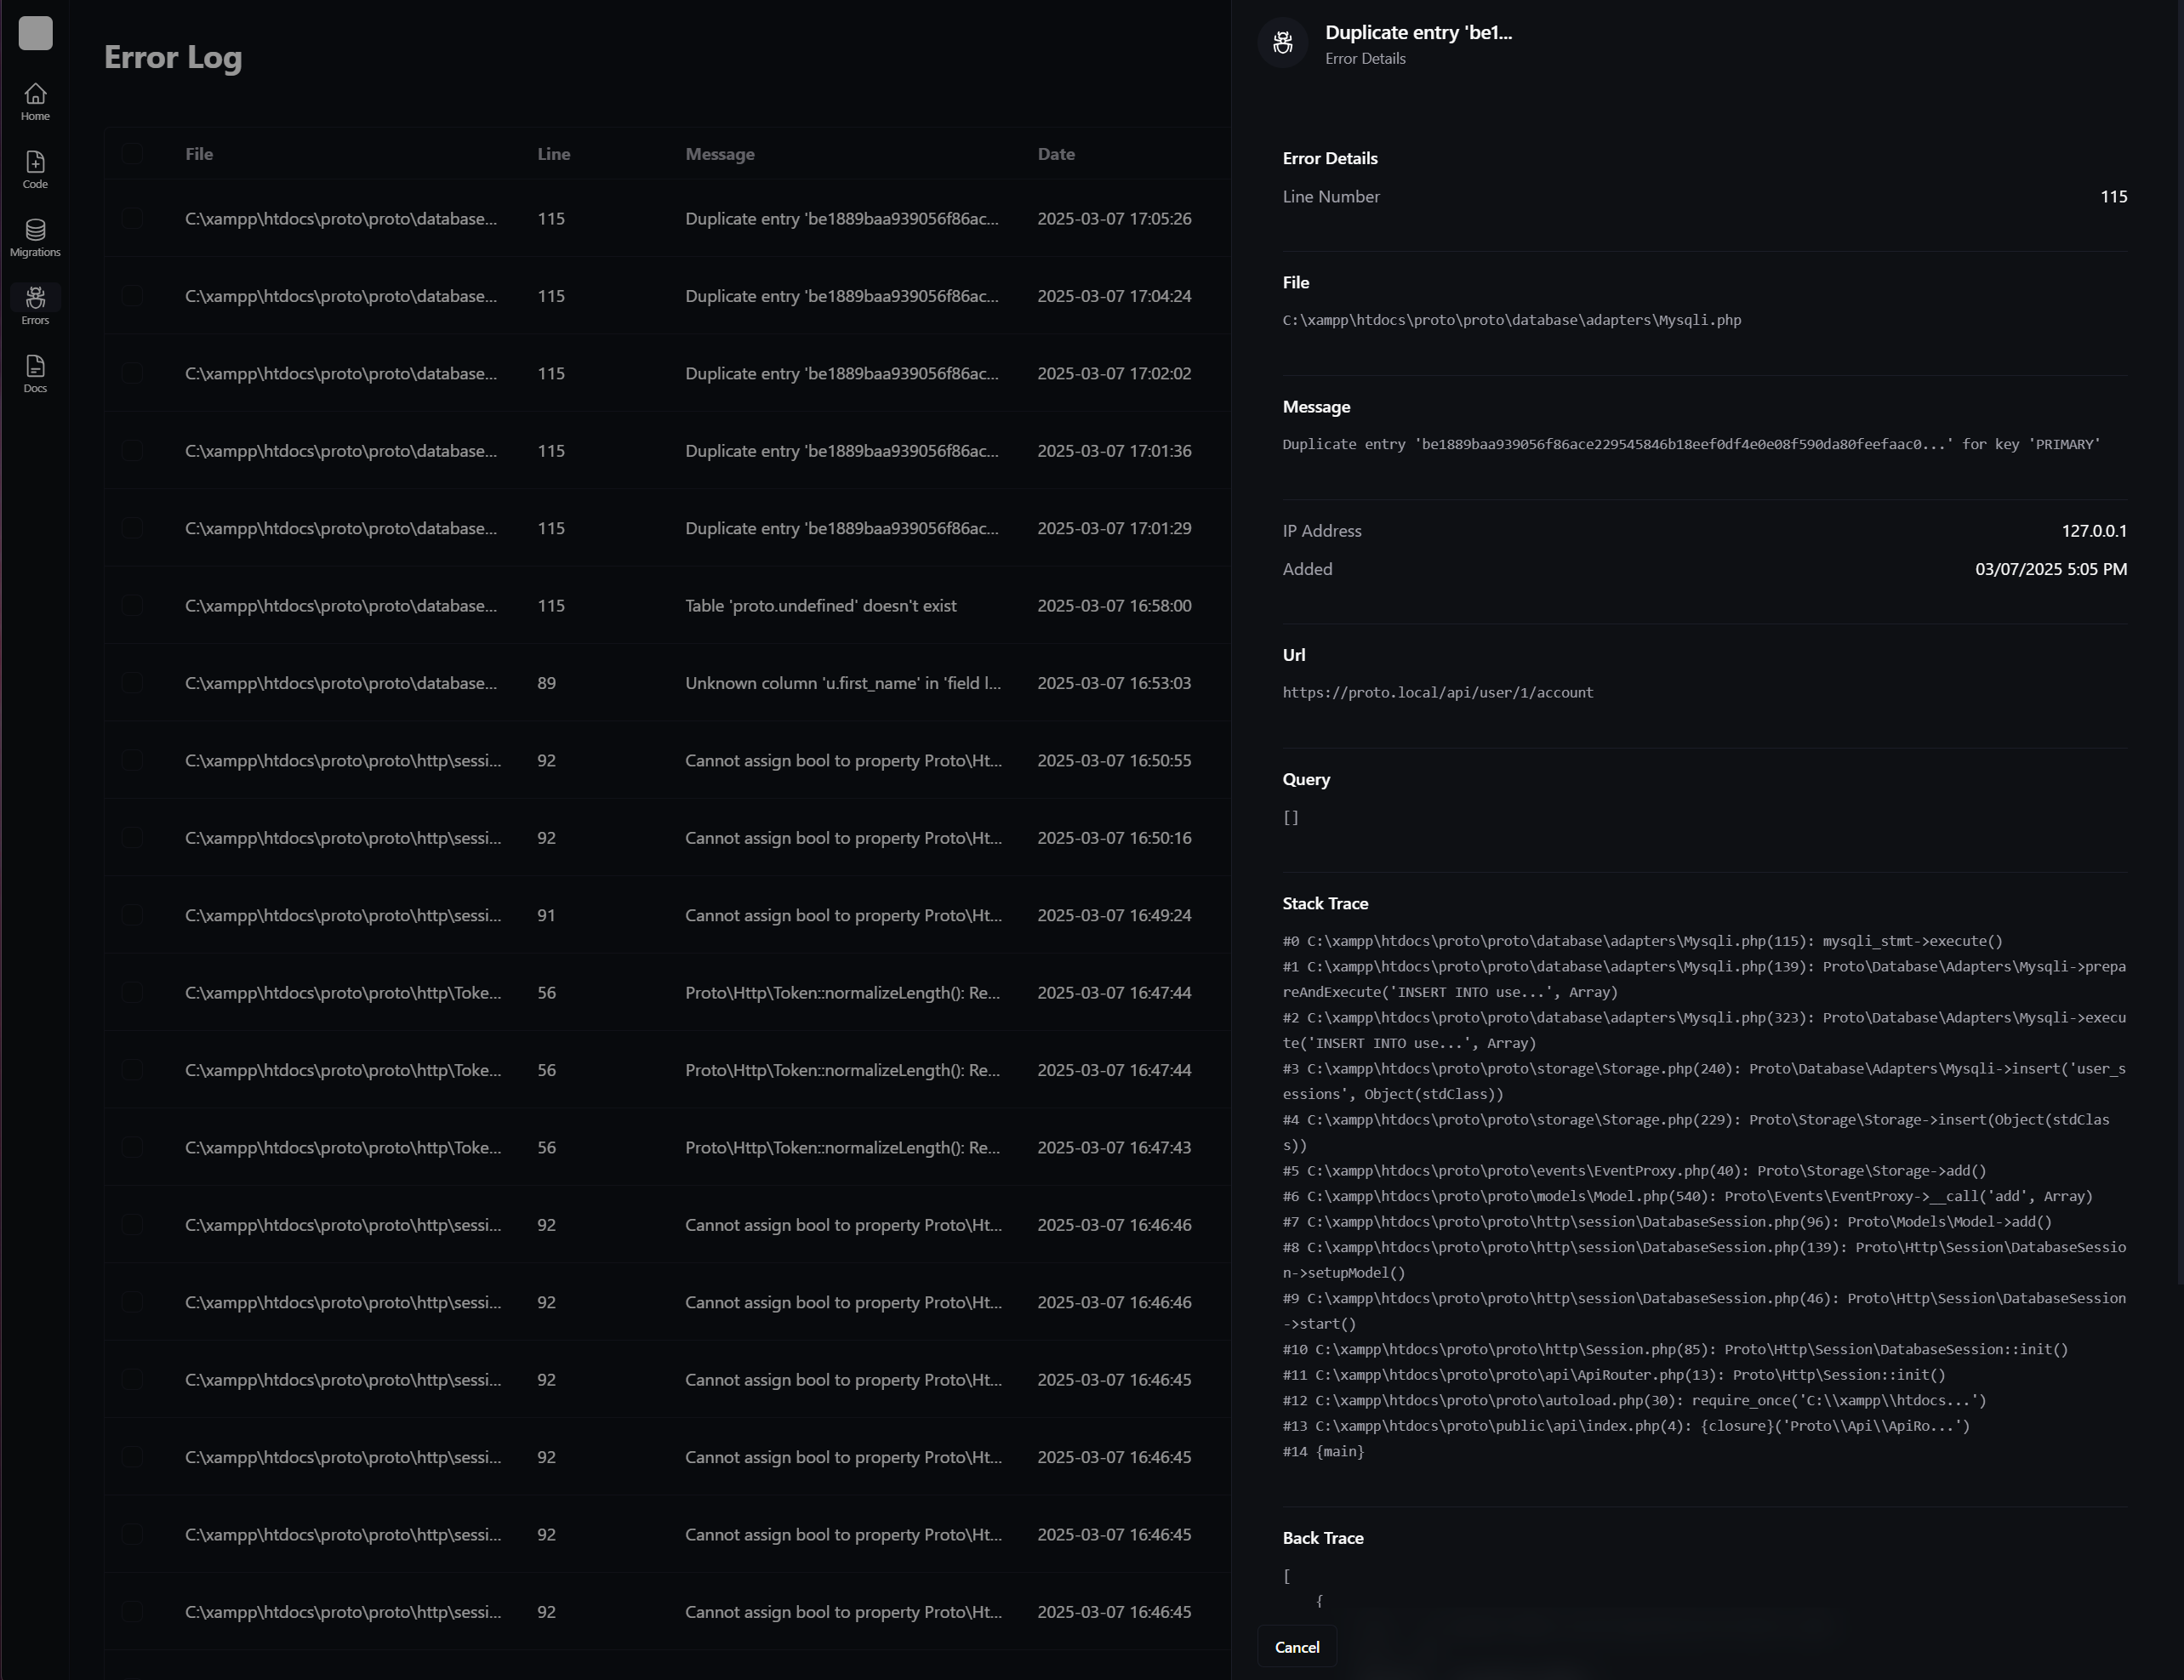 Home
Code
Migrations
Errors
Docs
Error Log
File Line Message Date
C:\xampp\htdocs\proto\proto\database... 115 Duplicate entry 'be1889baa939056f86ac... 2025-03-07 17:05:26
C:\xampp\htdocs\proto\proto\database... 115 Duplicate entry 'be1889baa939056f86ac... 2025-03-07 17:04:24
C:\xampp\htdocs\proto\proto\database... 115 Duplicate entry 'be1889baa939056f86ac... 2025-03-07 17:02:02
C:\xampp\htdocs\proto\proto\database... 115 Duplicate entry 'be1889baa939056f86ac... 2025-03-07 17:01:36
C:\xampp\htdocs\proto\proto\database... 115 Duplicate entry 'be1889baa939056f86ac... 2025-03-07 17:01:29
C:\xampp\htdocs\proto\proto\database... 115 Table 'proto.undefined' doesn't exist 2025-03-07 16:58:00
C:\xampp\htdocs\proto\proto\database... 89 Unknown column 'u.first_name' in 'field l... 2025-03-07 16:53:03
C:\xampp\htdocs\proto\proto\http\sessi... 92 Cannot assign bool to property Proto\Ht... 2025-03-07 16:50:55
C:\xampp\htdocs\proto\proto\http\sessi... 92 Cannot assign bool to property Proto\Ht... 2025-03-07 16:50:16
C:\xampp\htdocs\proto\proto\http\sessi... 91 Cannot assign bool to property Proto\Ht... 2025-03-07 16:49:24
C:\xampp\htdocs\proto\proto\http\Toke... 56 Proto\Http\Token::normalizeLength(): Re... 2025-03-07 16:47:44
C:\xampp\htdocs\proto\proto\http\Toke... 56 Proto\Http\Token::normalizeLength(): Re... 2025-03-07 16:47:44
C:\xampp\htdocs\proto\proto\http\Toke... 56 Proto\Http\Token::normalizeLength(): Re... 2025-03-07 16:47:43
C:\xampp\htdocs\proto\proto\http\sessi... 92 Cannot assign bool to property Proto\Ht... 2025-03-07 16:46:46
C:\xampp\htdocs\proto\proto\http\sessi... 92 Cannot assign bool to property Proto\Ht... 2025-03-07 16:46:46
C:\xampp\htdocs\proto\proto\http\sessi... 92 Cannot assign bool to property Proto\Ht... 2025-03-07 16:46:45
C:\xampp\htdocs\proto\proto\http\sessi... 92 Cannot assign bool to property Proto\Ht... 2025-03-07 16:46:45
C:\xampp\htdocs\proto\proto\http\sessi... 92 Cannot assign bool to property Proto\Ht... 2025-03-07 16:46:45
C:\xampp\htdocs\proto\proto\http\sessi... 92 Cannot assign bool to property Proto\Ht... 2025-03-07 16:46:45
Duplicate entry 'be1...
Error Details
Error Details
Line Number 115
File
C:\xampp\htdocs\proto\proto\database\adapters\Mysqli.php
Message
Duplicate entry 'be1889baa939056f86ace229545846b18eef0df4e0e08f590da80feefaac0...' for key 'PRIMARY'
IP Address 127.0.0.1
Added 03/07/2025 5:05 PM
Url
https://proto.local/api/user/1/account
Query
[]
Stack Trace
#0 C:\xampp\htdocs\proto\proto\database\adapters\Mysqli.php(115): mysqli_stmt->execute()
#1 C:\xampp\htdocs\proto\proto\database\adapters\Mysqli.php(139): Proto\Database\Adapters\Mysqli->prepa
reAndExecute('INSERT INTO use...', Array)
#2 C:\xampp\htdocs\proto\proto\database\adapters\Mysqli.php(323): Proto\Database\Adapters\Mysqli->execu
te('INSERT INTO use...', Array)
#3 C:\xampp\htdocs\proto\proto\storage\Storage.php(240): Proto\Database\Adapters\Mysqli->insert('user_s
essions', Object(stdClass))
#4 C:\xampp\htdocs\proto\proto\storage\Storage.php(229): Proto\Storage\Storage->insert(Object(stdClas
s))
#5 C:\xampp\htdocs\proto\proto\events\EventProxy.php(40): Proto\Storage\Storage->add()
#6 C:\xampp\htdocs\proto\proto\models\Model.php(540): Proto\Events\EventProxy->__call('add', Array)
#7 C:\xampp\htdocs\proto\proto\http\session\DatabaseSession.php(96): Proto\Models\Model->add()
#8 C:\xampp\htdocs\proto\proto\http\session\DatabaseSession.php(139): Proto\Http\Session\DatabaseSessio
n->setupModel()
#9 C:\xampp\htdocs\proto\proto\http\session\DatabaseSession.php(46): Proto\Http\Session\DatabaseSession
->start()
#10 C:\xampp\htdocs\proto\proto\http\Session.php(85): Proto\Http\Session\DatabaseSession::init()
#11 C:\xampp\htdocs\proto\proto\api\ApiRouter.php(13): Proto\Http\Session::init()
#12 C:\xampp\htdocs\proto\proto\autoload.php(30): require_once('C:\\xampp\\htdocs...')
#13 C:\xampp\htdocs\proto\public\api\index.php(4): {closure}('Proto\\Api\\ApiRo...')
#14 {main}
Back Trace
[
{
Cancel